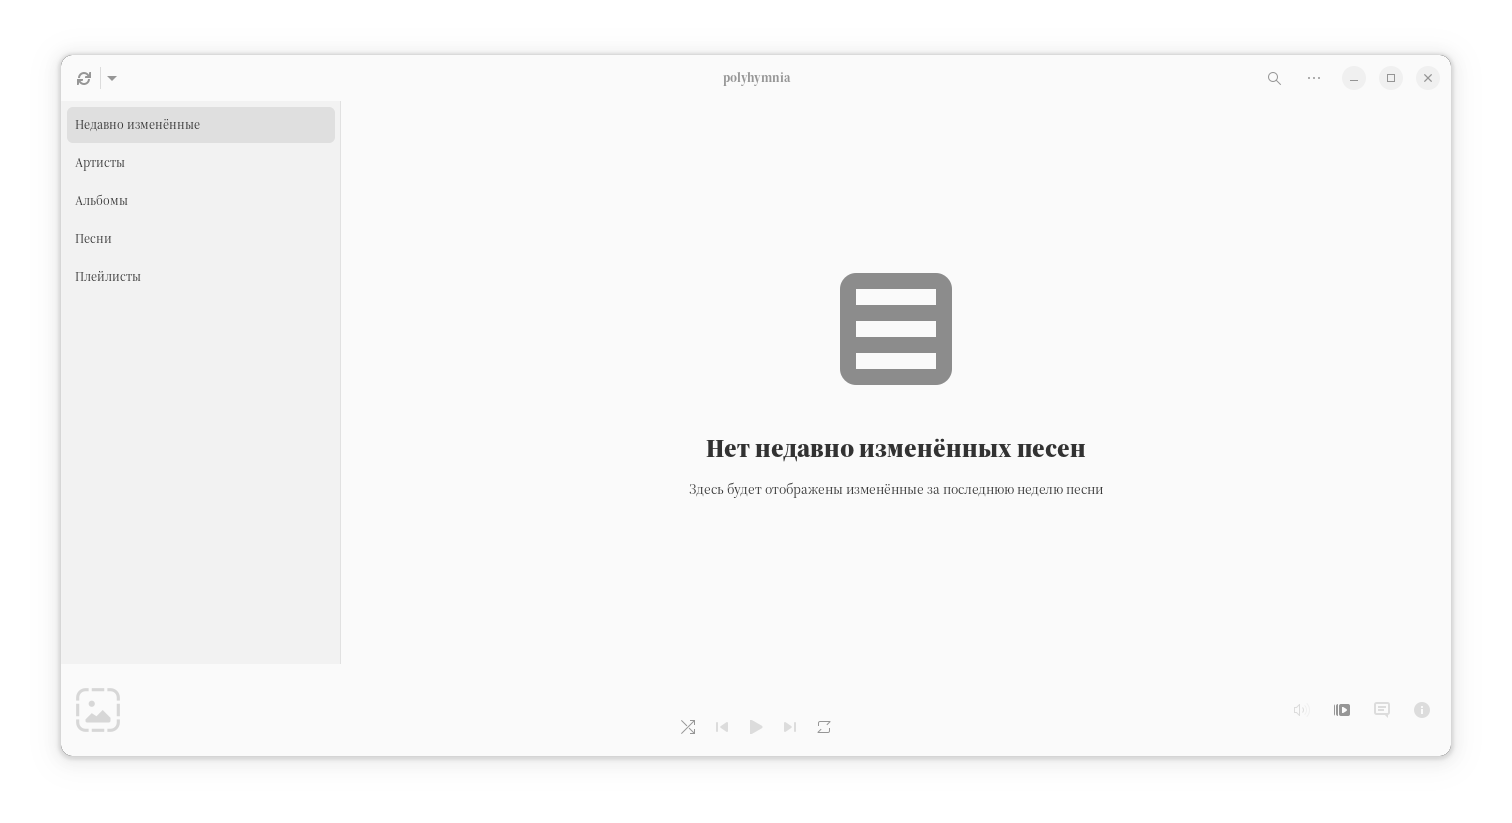 polyhymnia
Недавно изменённые
Артисты
Альбомы
Песни
Плейлисты
Нет недавно изменённых песен
Здесь будет отображены изменённые за последнюю неделю песни